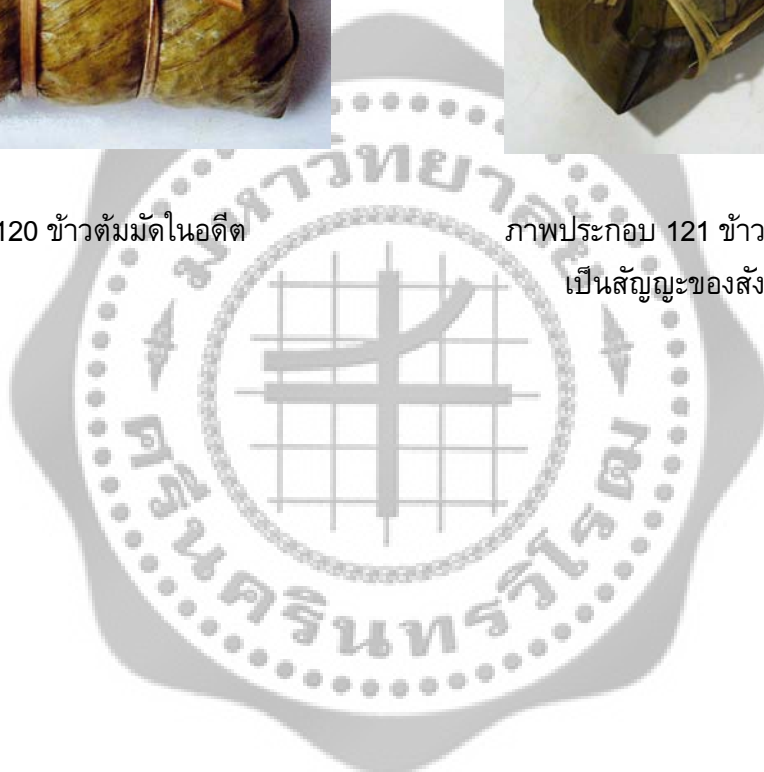 120 ข้าวต้มมัดในอดีต
ภาพประกอบ 121 ข้าว
เป็นสัญญะของสัง
มหาวิทยาลัย
ศรีนครินทรวิโรฒ